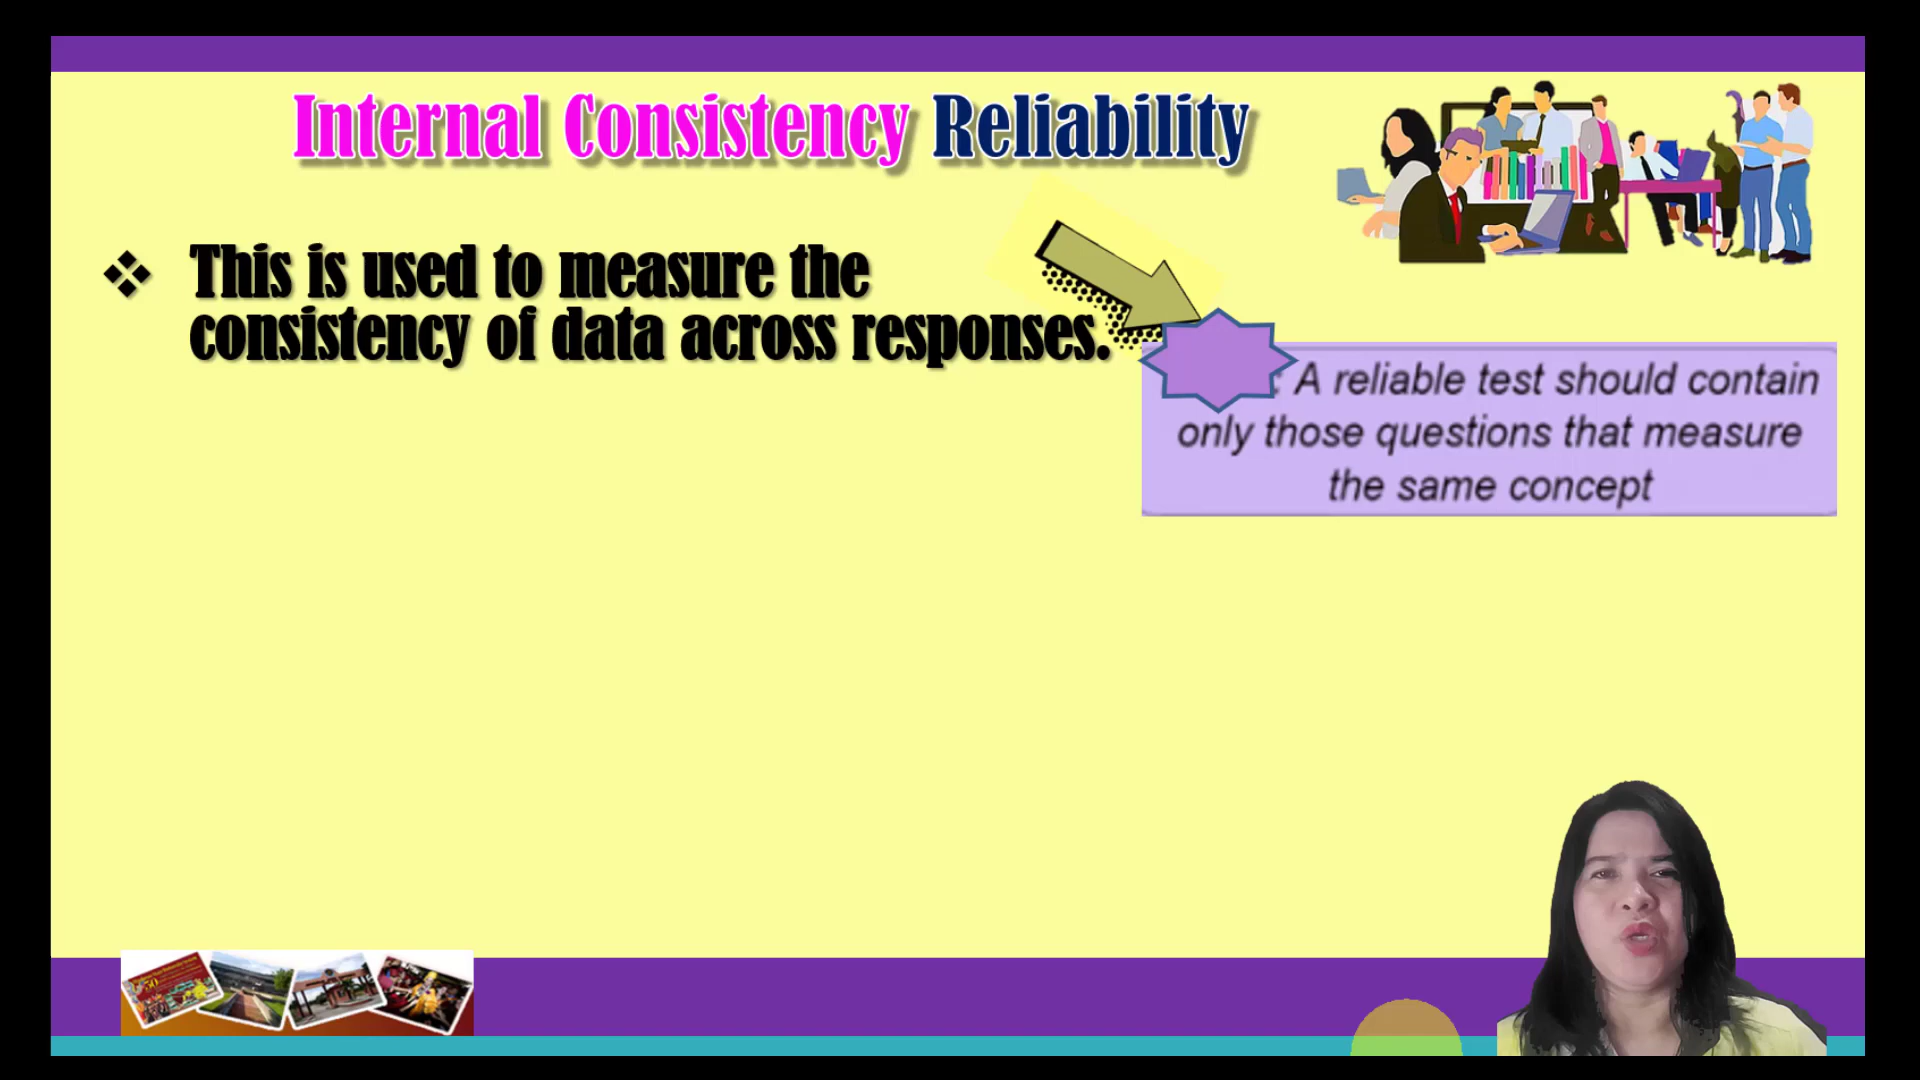 Internal Consistency Reliability
❖ This is used to measure the
consistency of data across responses.
: A reliable test should contain
only those questions that measure
the same concept